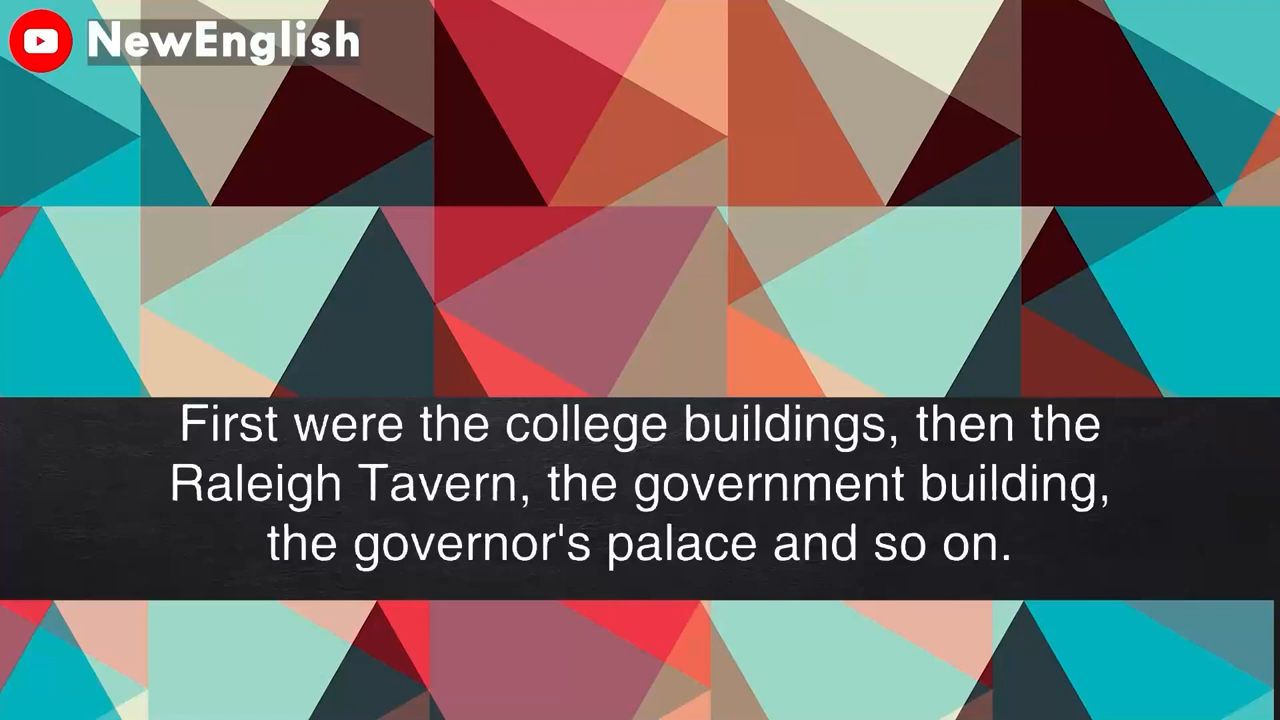 NewEnglish
First were the college buildings, then the
Raleigh Tavern, the government building,
the governor's palace and so on.